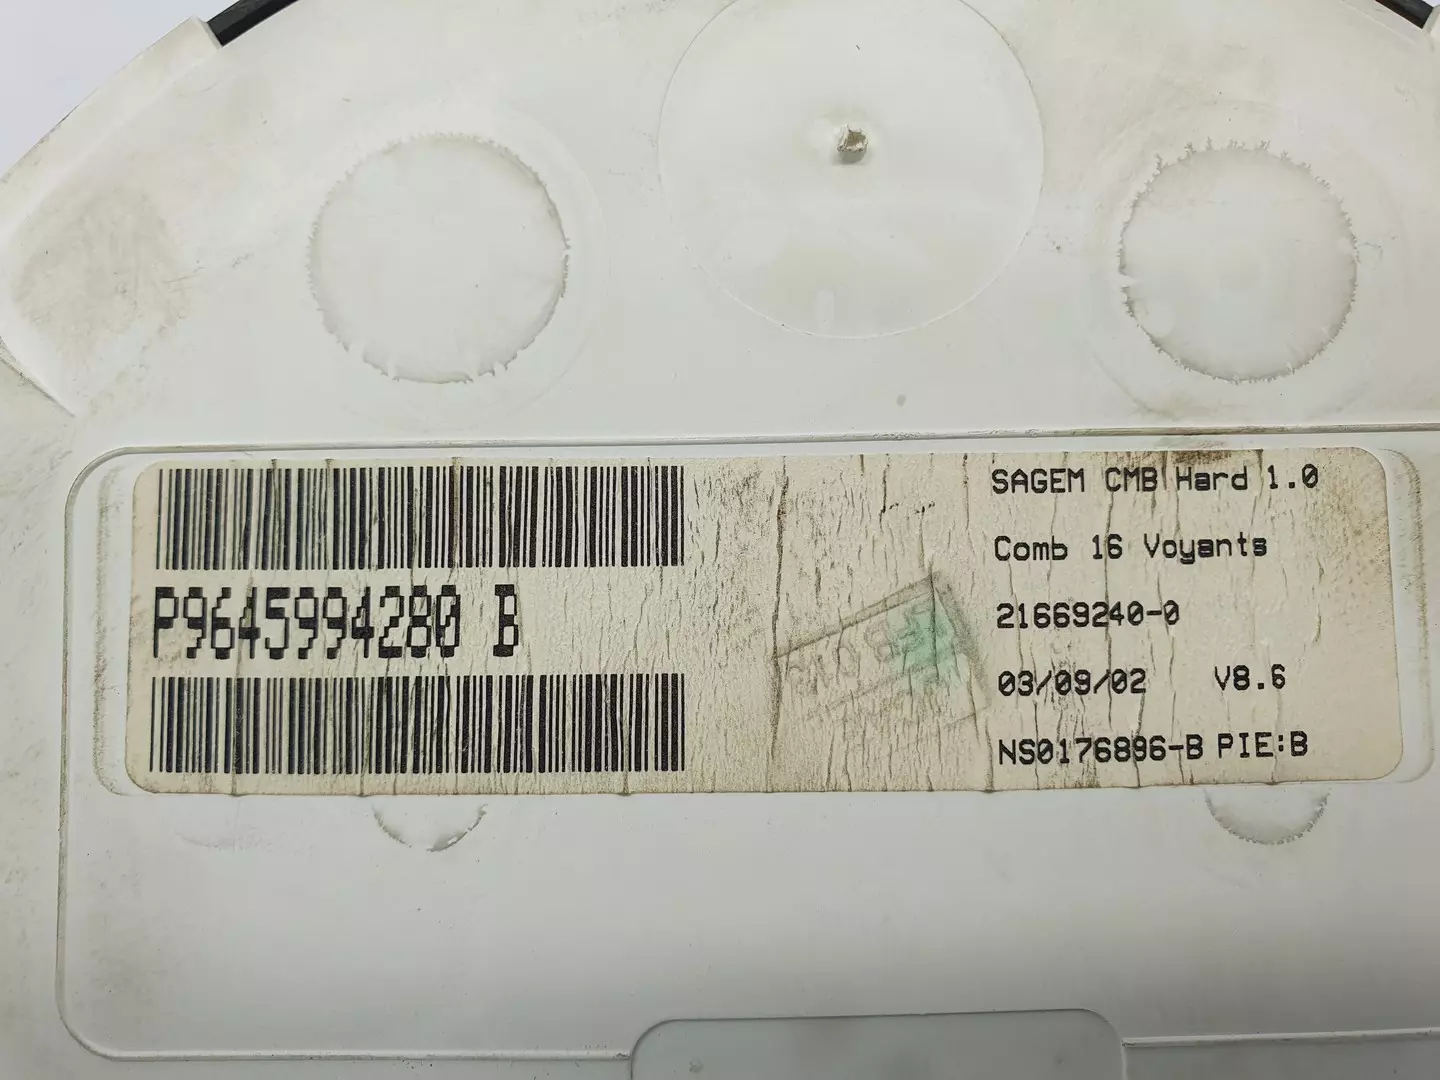 P9645994280 B
SAGEM CMB Hard 1.0
Comb 16 Voyants
21669240-0
03/09/02 V8.6
NS0176896-B PIE:B